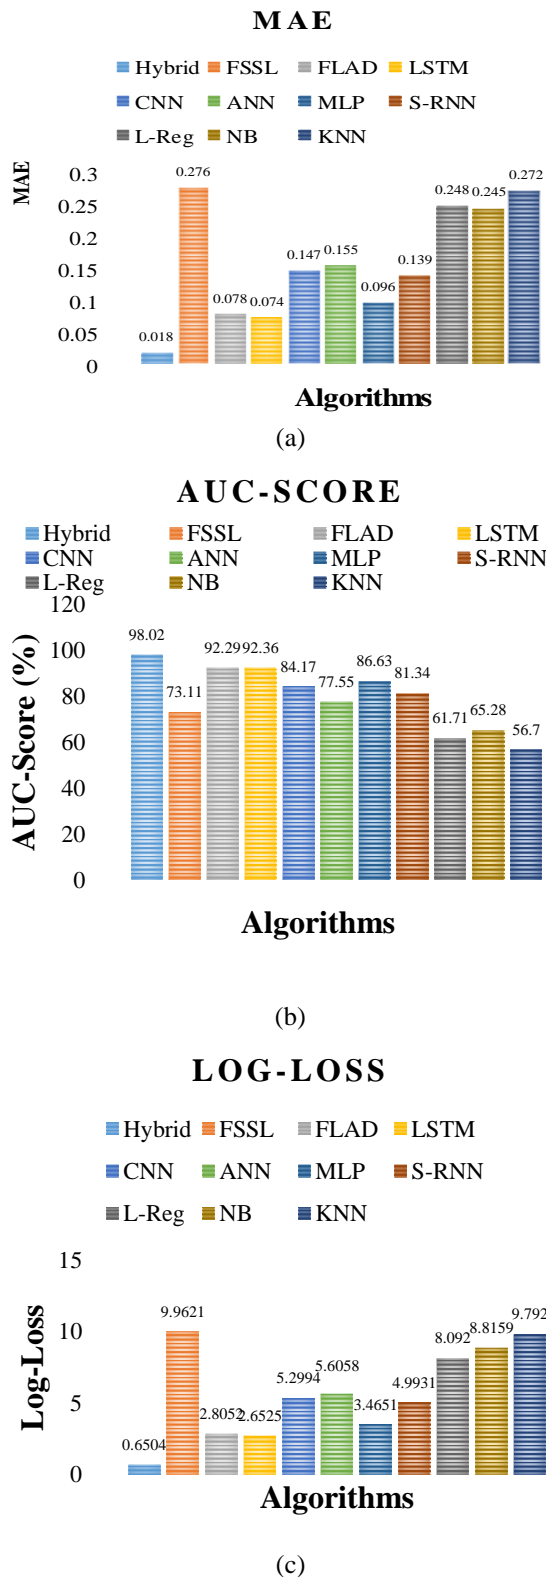 MAE
Hybrid FSSL FLAD LSTM
CNN ANN MLP S-RNN
L-Reg NB KNN
MAE
0.3
0.25
0.2
0.15
0.1
0.05
0
0.018
0.276
0.078
0.074
0.147
0.155
0.096
0.139
0.248
0.245
0.272
Algorithms
(a)
AUC-SCORE
Hybrid FSSL FLAD LSTM
CNN ANN MLP S-RNN
L-Reg NB KNN
AUC-Score (%)
120
100
80
60
40
20
0
98.02
73.11
92.29
92.36
84.17
77.55
86.63
81.34
61.71
65.28
56.7
Algorithms
(b)
LOG-LOSS
Hybrid FSSL FLAD LSTM
CNN ANN MLP S-RNN
L-Reg NB KNN
Log-Loss
15
10
5
0
0.6504
9.9621
2.8052
2.6525
5.2994
5.6058
3.4651
4.9931
8.092
8.8159
9.792
Algorithms
(c)